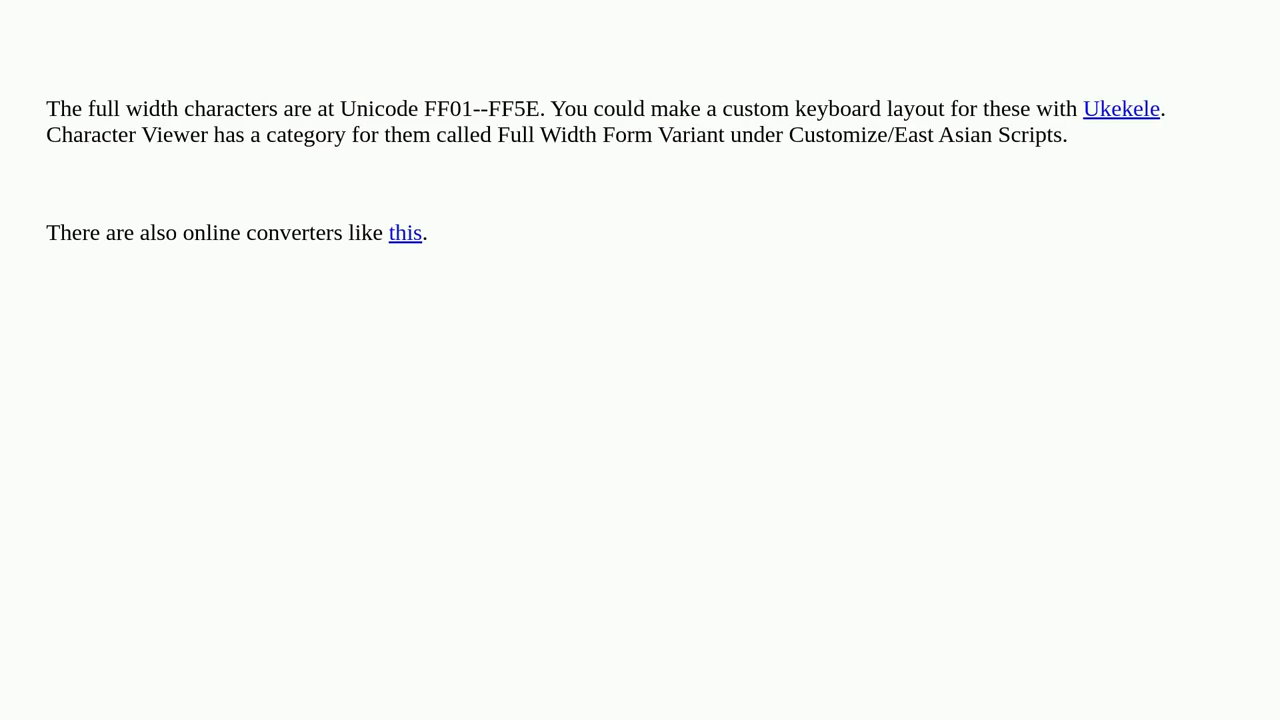 The full width characters are at Unicode FF01--FF5E. You could make a custom keyboard layout for these with Ukekele.
Character Viewer has a category for them called Full Width Form Variant under Customize/East Asian Scripts.
There are also online converters like this.